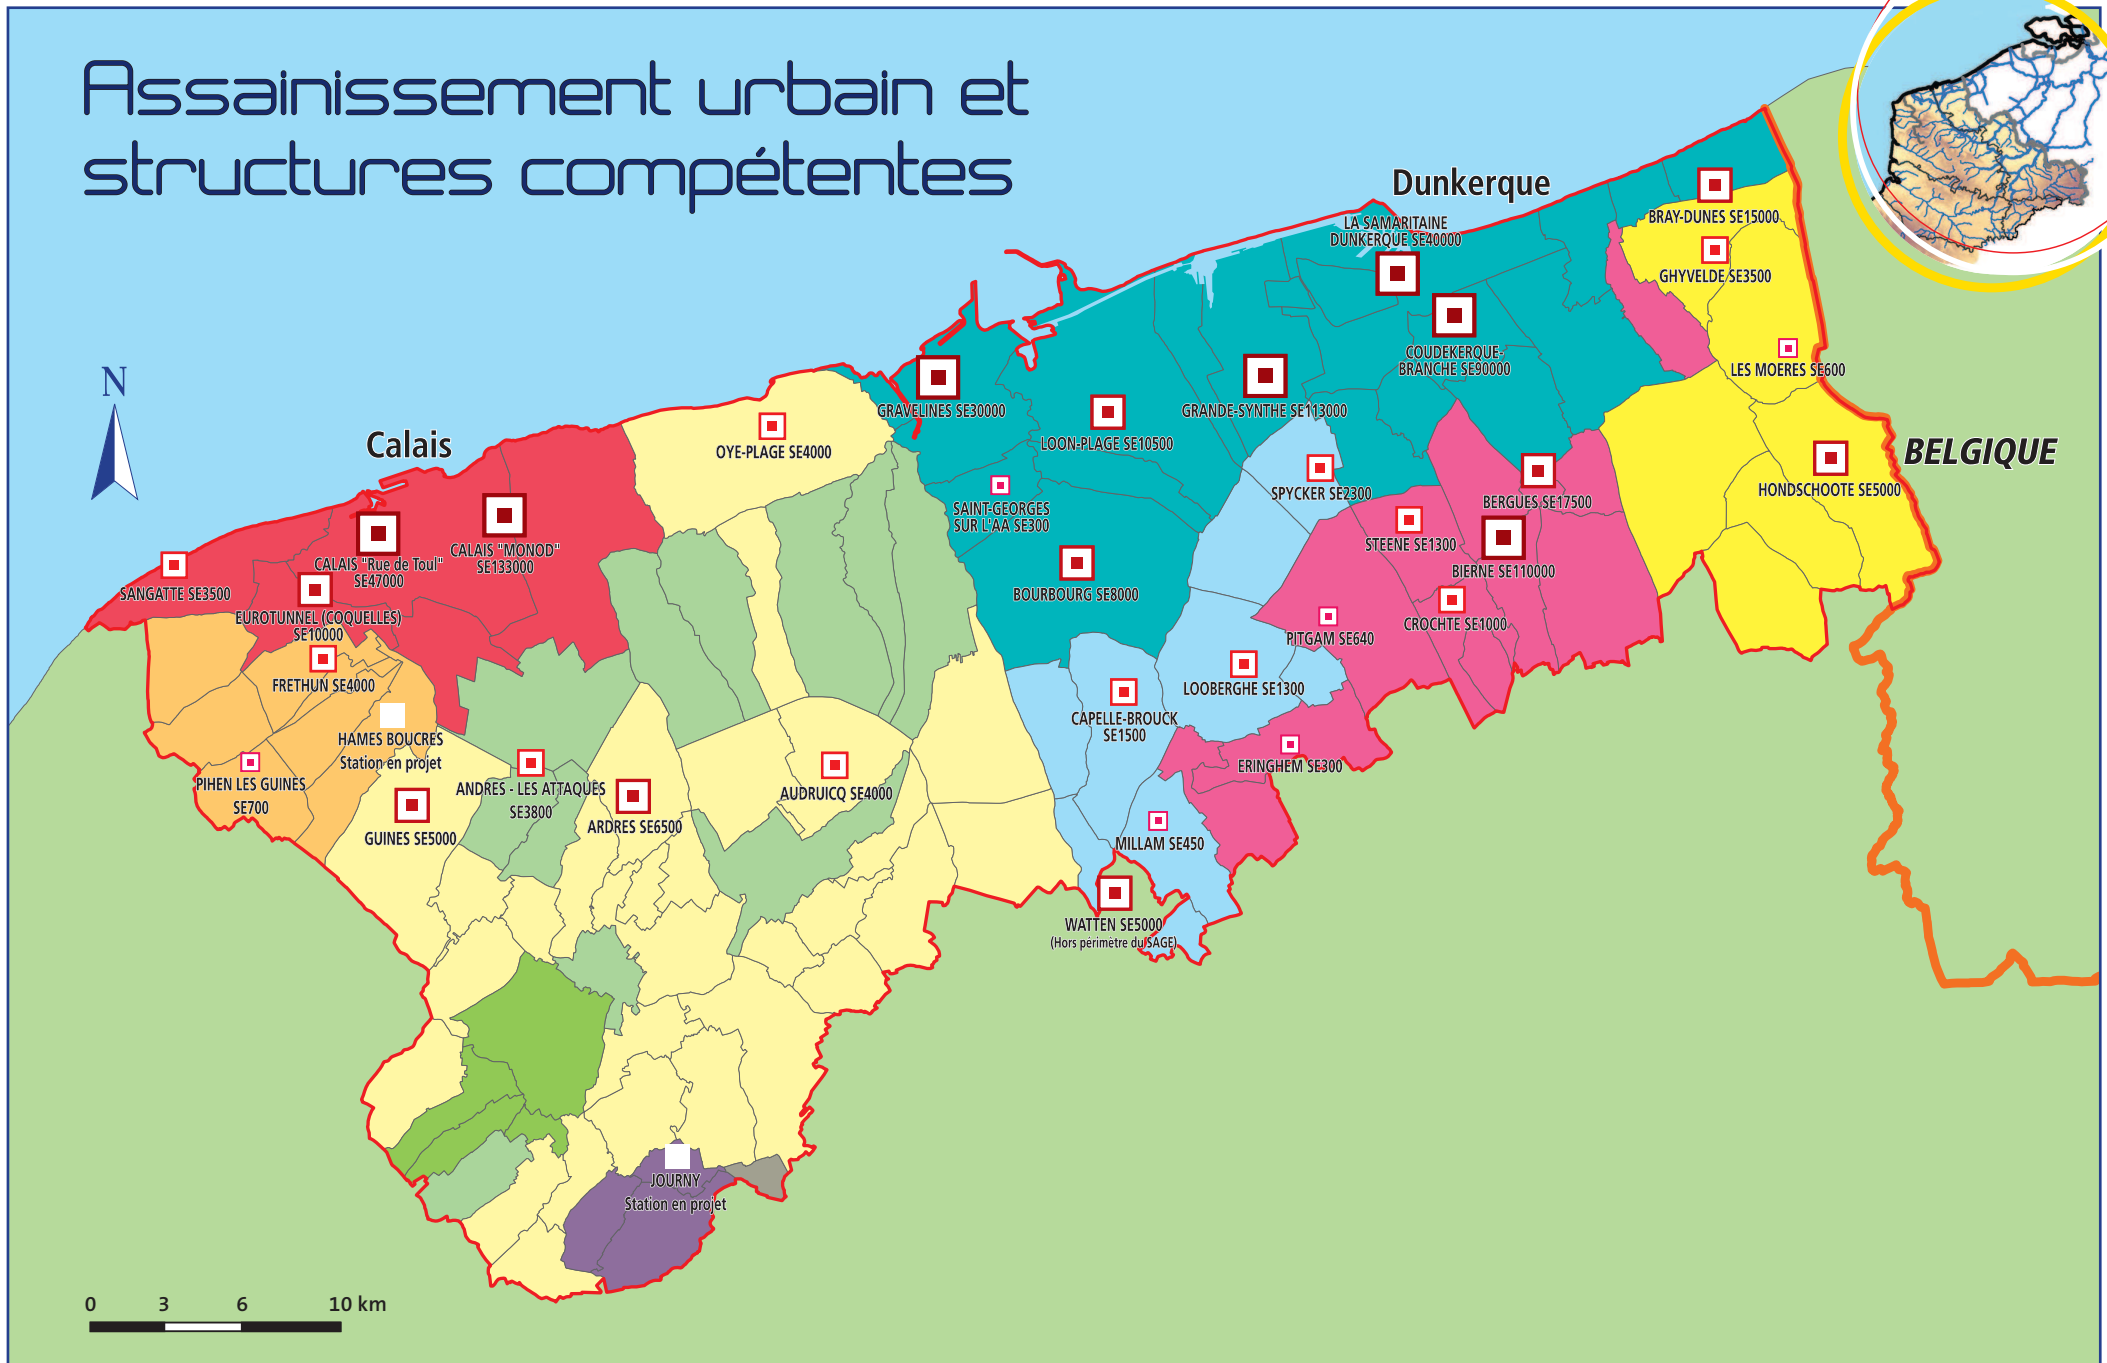 Assainissement urbain et
structures compétentes
Dunkerque
LA SAMARITAINE
DUNKERQUE SE40000
BRAY-DUNES SE15000
GHYVELDE SE3500
COUDEKERQUE-
BRANCHE SE90000
LES MOERES SE600
N
GRAVELINES SE30000
GRANDE-SYNTHE SE113000
LOON-PLAGE SE10500
Calais
OYE-PLAGE SE4000
BELGIQUE
SPYCKER SE2300
HONDSCHOOTE SE5000
BERGUES SE17500
SAINT-GEORGES
SUR L'AA SE300
STEENE SE1300
CALAIS "MONOD"
SE133000
CALAIS "Rue de Toul"
SE47000
BIERNE SE110000
SANGATTE SE3500
BOURBOURG SE8000
EUROTUNNEL (COQUELLES)
SE10000
CROCHTE SE1000
PITGAM SE640
FRETHUN SE4000
LOOBERGHE SE1300
CAPELLE-BROUCK
SE1500
HAMES BOUCRES
Station en projet
ERINGHEM SE300
PIHEN LES GUINES
SE700
ANDRES - LES ATTAQUES
SE3800
AUDRUICQ SE4000
ARDRES SE6500
GUINES SE5000
MILLAM SE450
WATTEN SE5000
(Hors périmètre du SAGE)
JOURNY
Station en projet
0 3 6 10 km